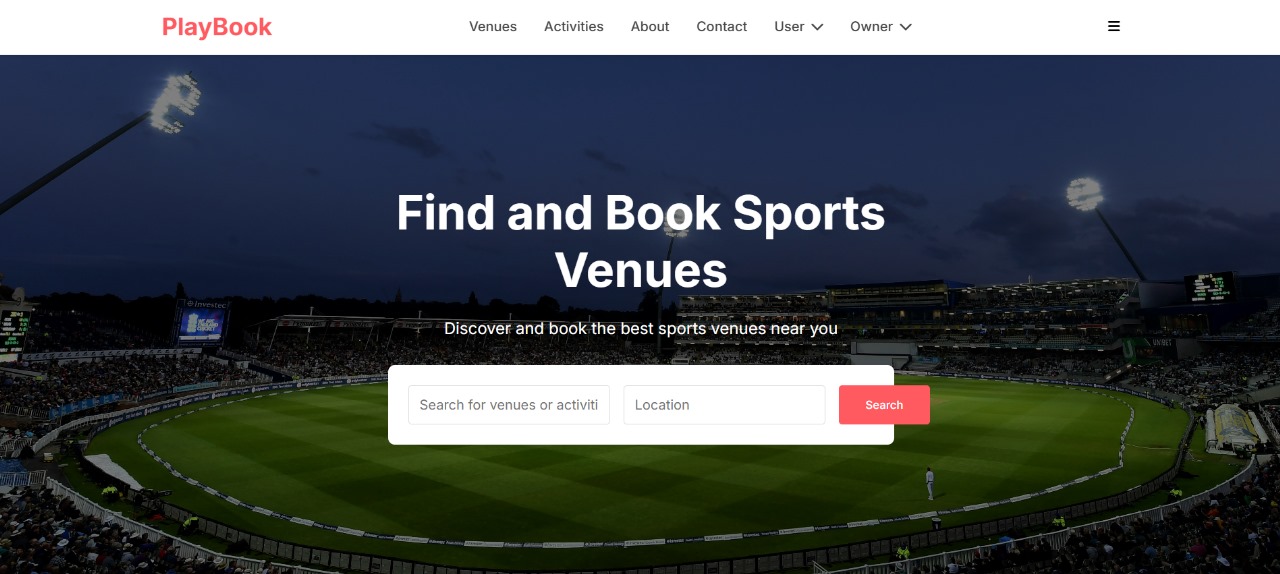 PlayBook
Venues Activities About Contact User Owner
Find and Book Sports
Venues
Investec
Discover and book the best sports venues near you
Search for venues or activiti
Location
Search